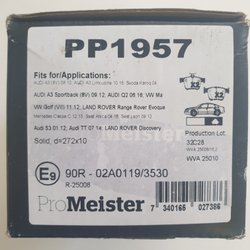 PP1957
Fits for/Applications:
AUDI A3 Sportback (8V) 09.12; AUDI Q2 06.16; VW
VW Golf (VII) 11.12; LAND ROVER Range Rover Evoque
Audi S3 01.12; Audi TT 07.14; LAND ROVER Discovery
Solid, d=272x10
Production Lot.
WVA 25010
E9
90R - 02A0119/3530
R-25008
ProMeister
7 340166 027386